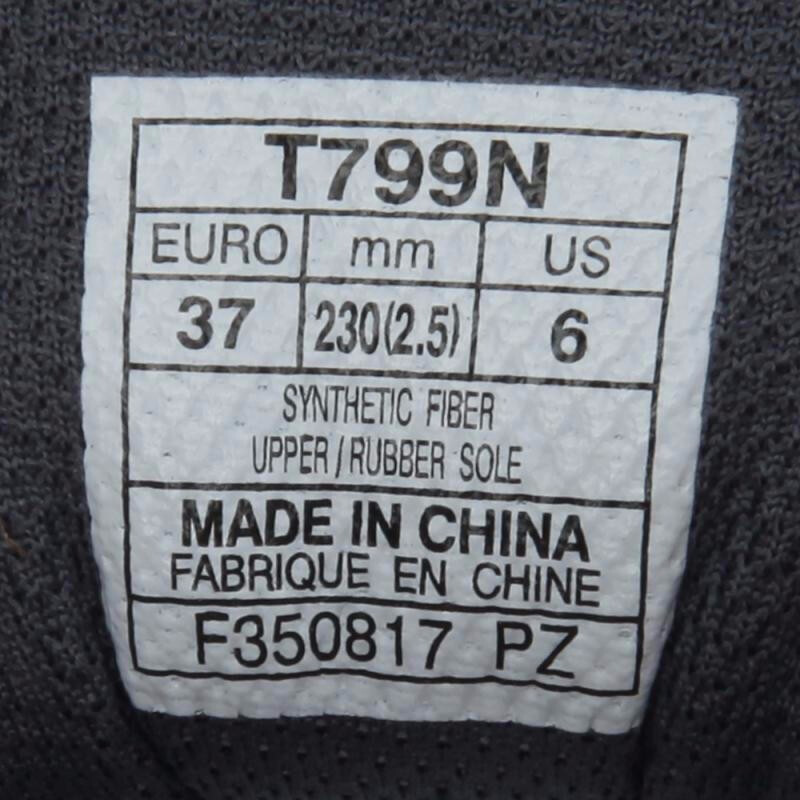 T799N
EURO mm US
37 230(2.5) 6
SYNTHETIC FIBER
UPPER/RUBBER SOLE
MADE IN CHINA
FABRIQUE EN CHINE
F350817 PZ